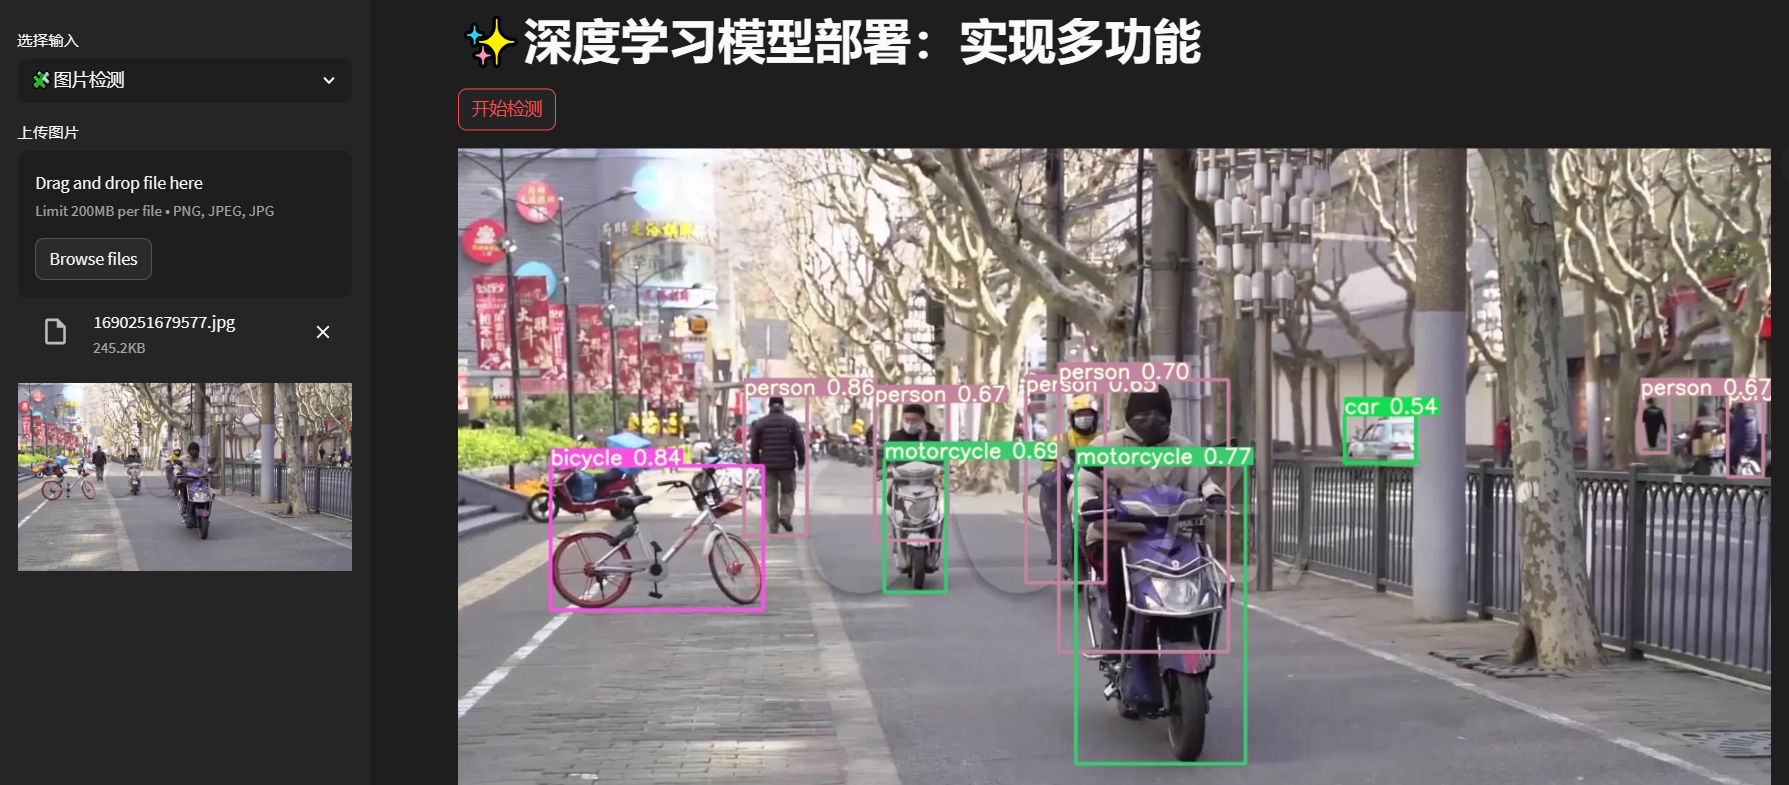 选择输入
图片检测
上传图片
Drag and drop file here
Limit 200MB per file • PNG, JPEG, JPG
Browse files
1690251679577.jpg
245.2KB
深度学习模型部署：实现多功能
开始检测
person 0.70
person 0.86
person 0.67
person 0.65
person 0.67
car 0.54
motorcycle 0.69
motorcycle 0.77
bicycle 0.84